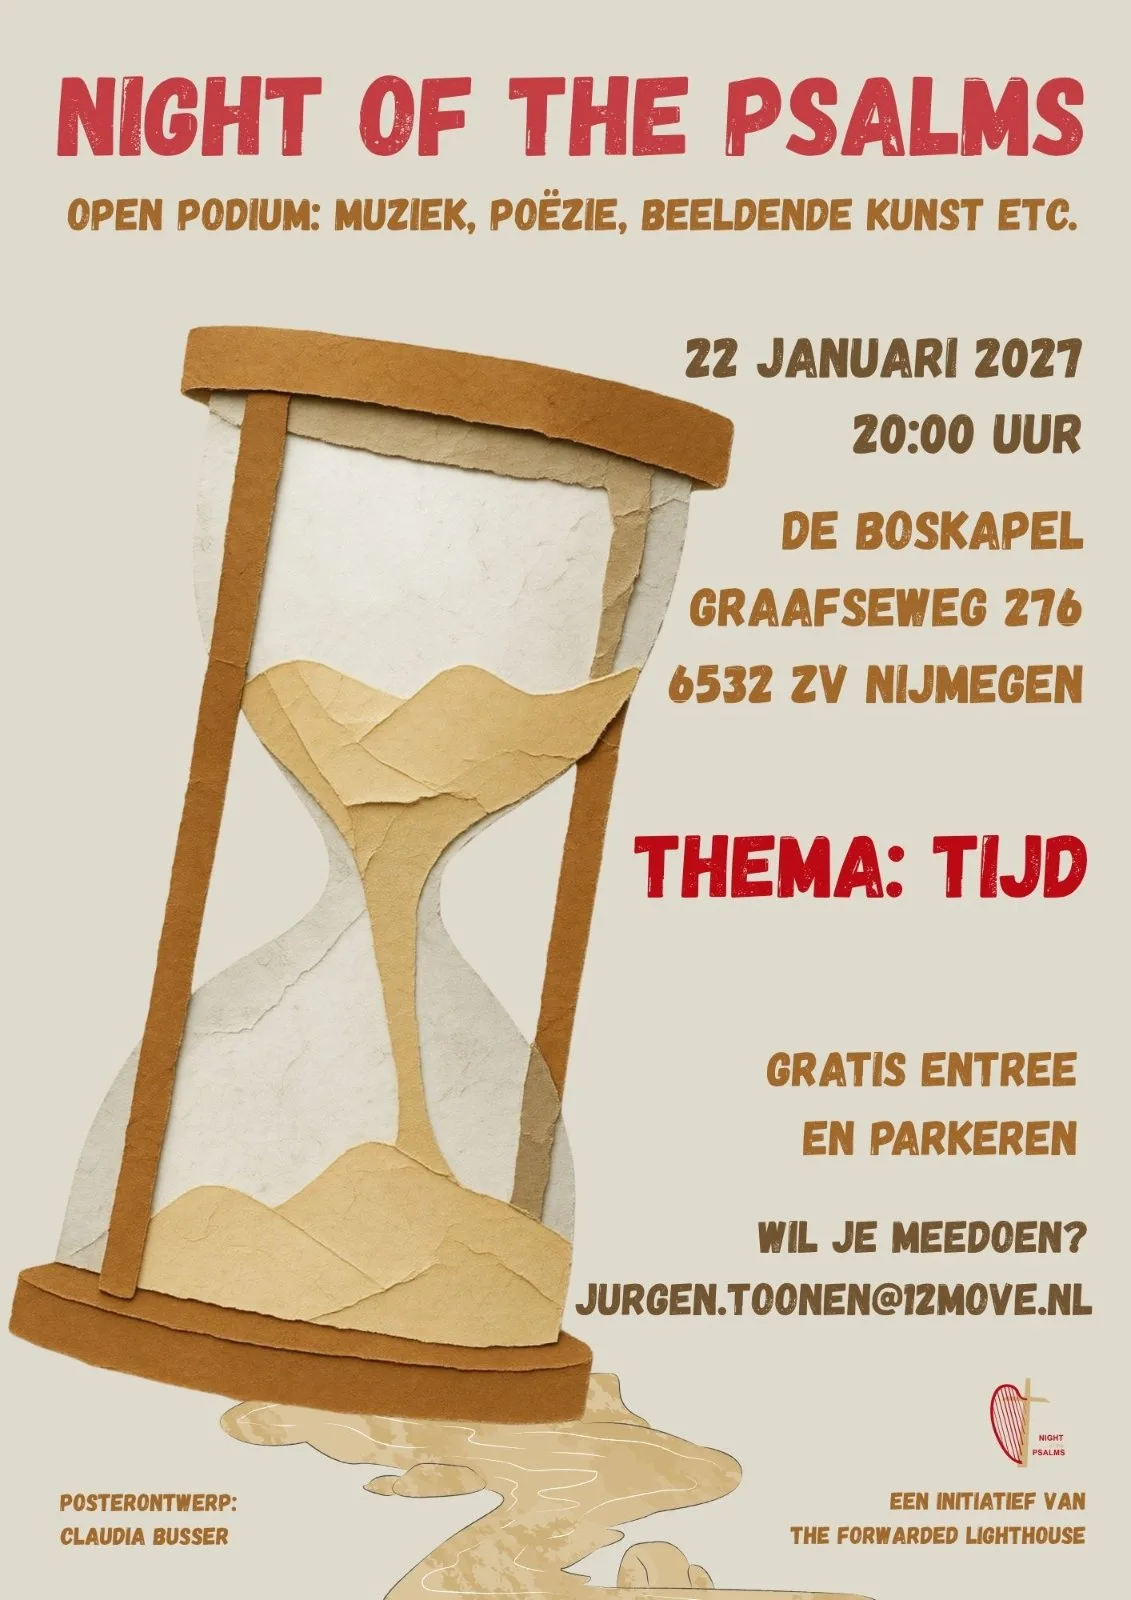 NIGHT OF THE PSALMS
OPEN PODIUM: MUZIEK, POËZIE, BEELDENDE KUNST ETC.
22 JANUARI 2027
20:00 UUR
DE BOSKAPEL
GRAAFSEWEG 276
6532 ZV NIJMEGEN
THEMA: TIJD
GRATIS ENTREE
EN PARKEREN
WIL JE MEEDOEN?
JURGEN.TOONEN@12MOVE.NL
NIGHT
PSALMS
POSTERONTWERP:
CLAUDIA BUSSER
EEN INITIATIEF VAN
THE FORWARDED LIGHTHOUSE